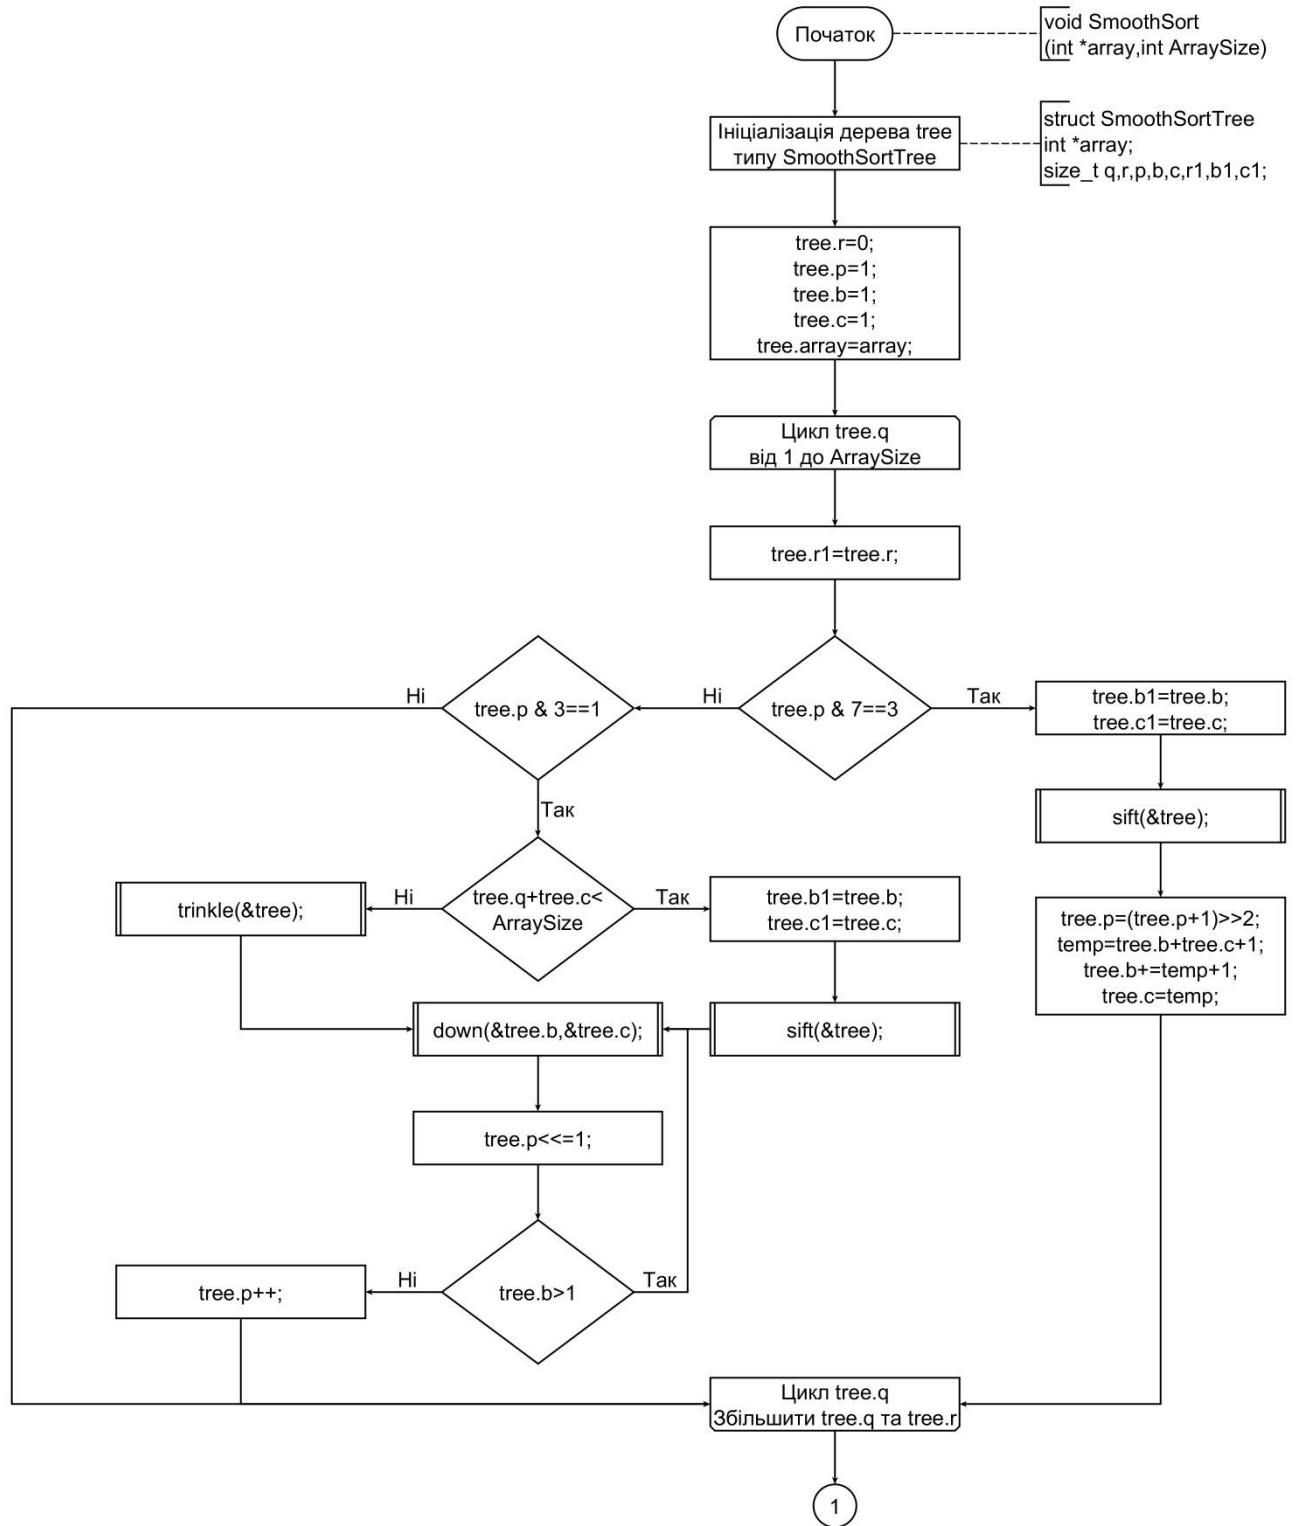 Початок
void SmoothSort
(int *array,int ArraySize)
Ініціалізація дерева tree
типу SmoothSortTree
struct SmoothSortTree
int *array;
size_t q,r,p,b,c,r1,b1,c1;
tree.r=0;
tree.p=1;
tree.b=1;
tree.c=1;
tree.array=array;
Цикл tree.q
від 1 до ArraySize
tree.r1=tree.r;
Ні
tree.p & 3==1
Ні
tree.p & 7==3
Так
tree.b1=tree.b;
tree.c1=tree.c;
Так
sift(&tree);
trinkle(&tree);
Ні
tree.q+tree.c<
ArraySize
Так
tree.b1=tree.b;
tree.c1=tree.c;
tree.p=(tree.p+1)>>2;
temp=tree.b+tree.c+1;
tree.b+=temp+1;
tree.c=temp;
down(&tree.b,&tree.c);
sift(&tree);
tree.p<<=1;
tree.p++;
Ні
tree.b>1
Так
Цикл tree.q
Збільшити tree.q та tree.r
1